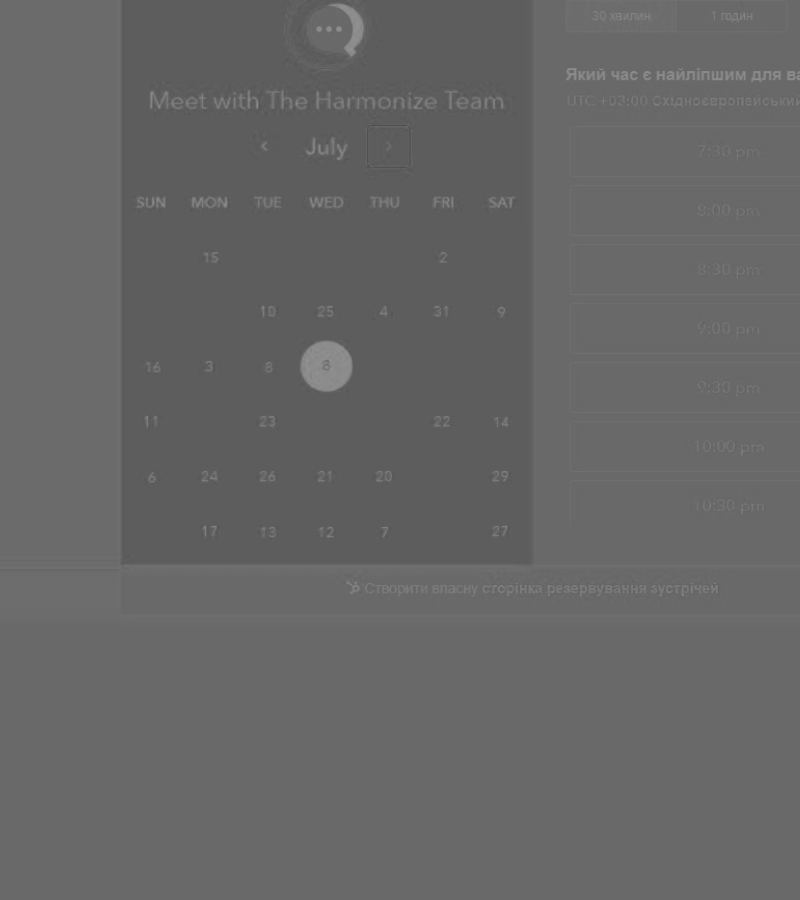 30 хвилин 1 годин
Який час є найліпшим для ва
UTC +03:00 Східноєвропейський
Meet with The Harmonize Team
July
SUN MON TUE WED THU FRI SAT
15 2
10 25 4 31 9
16 3 8 8
11 23 22 14
6 24 26 21 20 29
17 13 12 7 27
7:30 pm
8:00 pm
8:30 pm
9:00 pm
9:30 pm
10:00 pm
10:30 pm
Створити власну сторінка резервування зустрічей